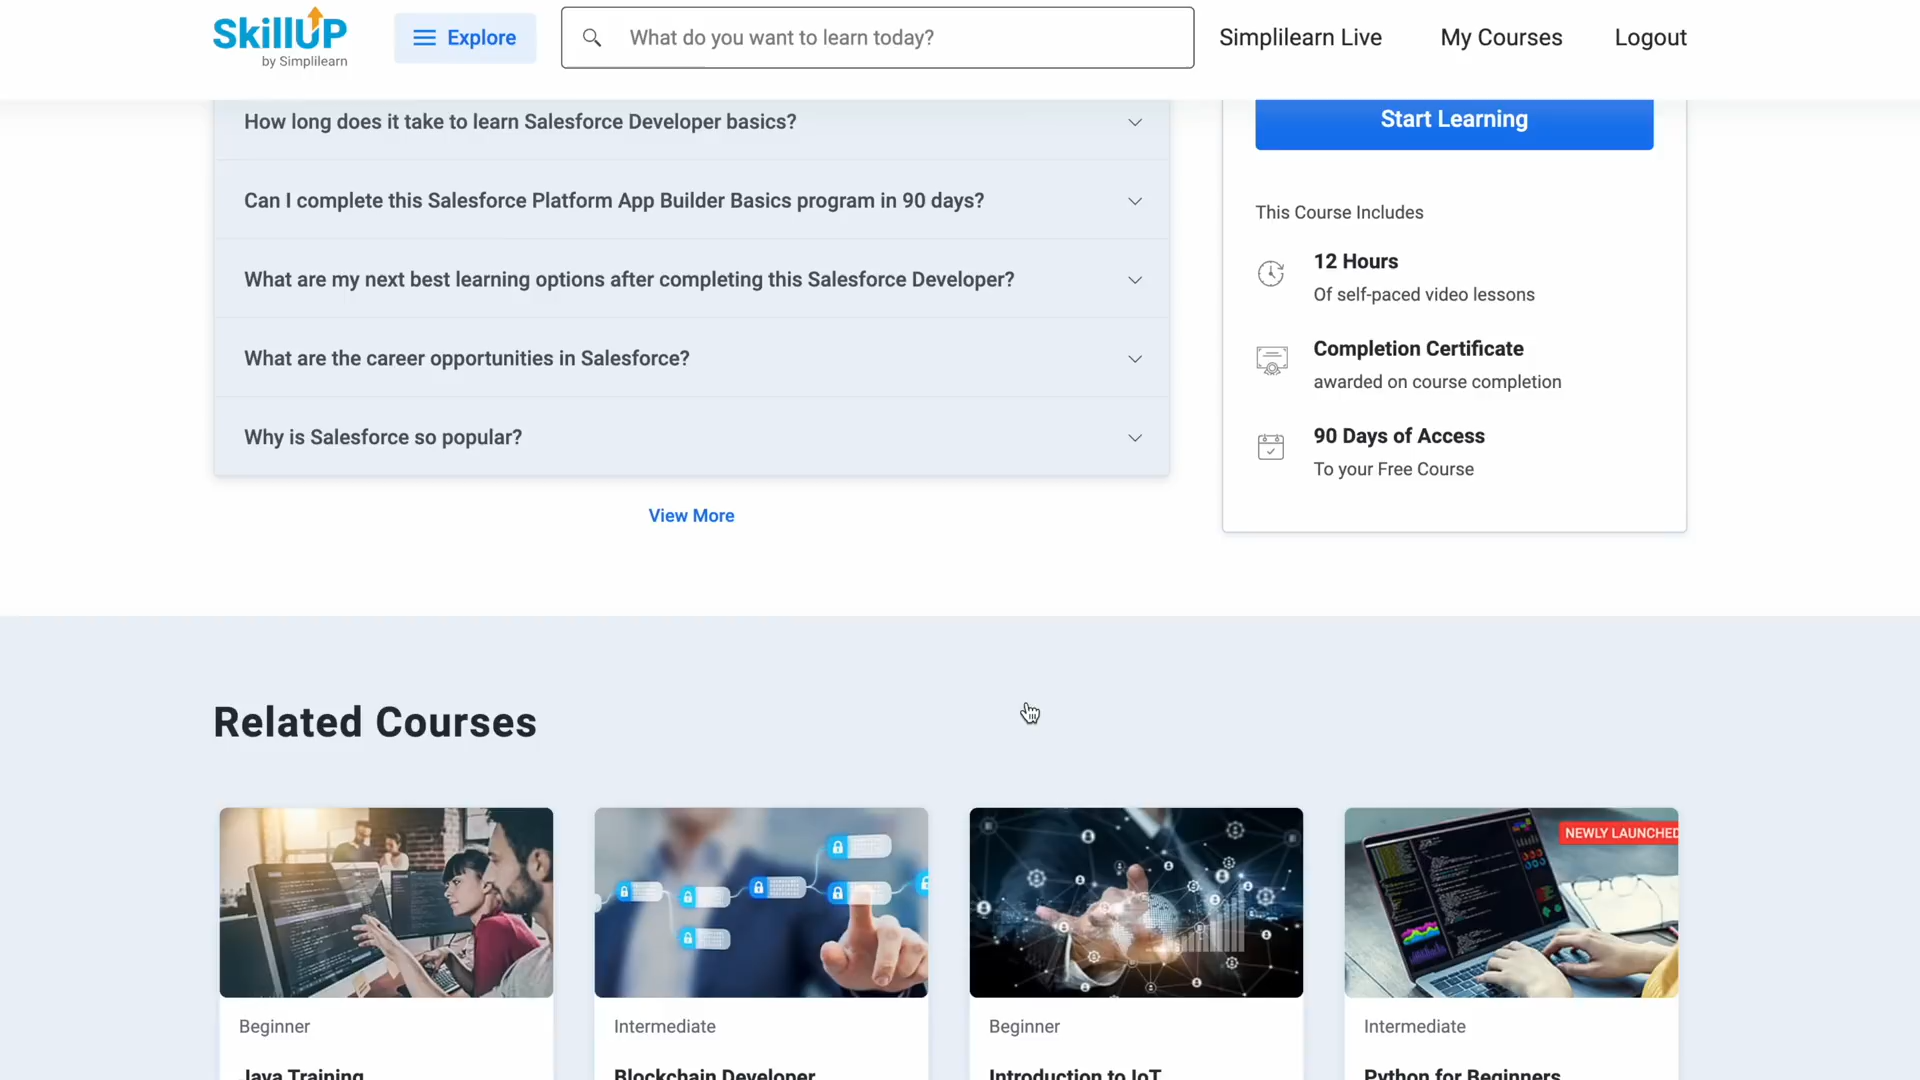 SkillUP
by Simplilearn
Explore
What do you want to learn today?
Simplilearn Live
My Courses
Logout
How long does it take to learn Salesforce Developer basics?
Can I complete this Salesforce Platform App Builder Basics program in 90 days?
What are my next best learning options after completing this Salesforce Developer?
What are the career opportunities in Salesforce?
Why is Salesforce so popular?
View More
Start Learning
This Course Includes
12 Hours
Of self-paced video lessons
Completion Certificate
awarded on course completion
90 Days of Access
To your Free Course
Related Courses
NEWLY LAUNCHED
Beginner
Intermediate
Beginner
Intermediate
Java Training
Blockchain Developer
Introduction to IoT
Python for Beginners